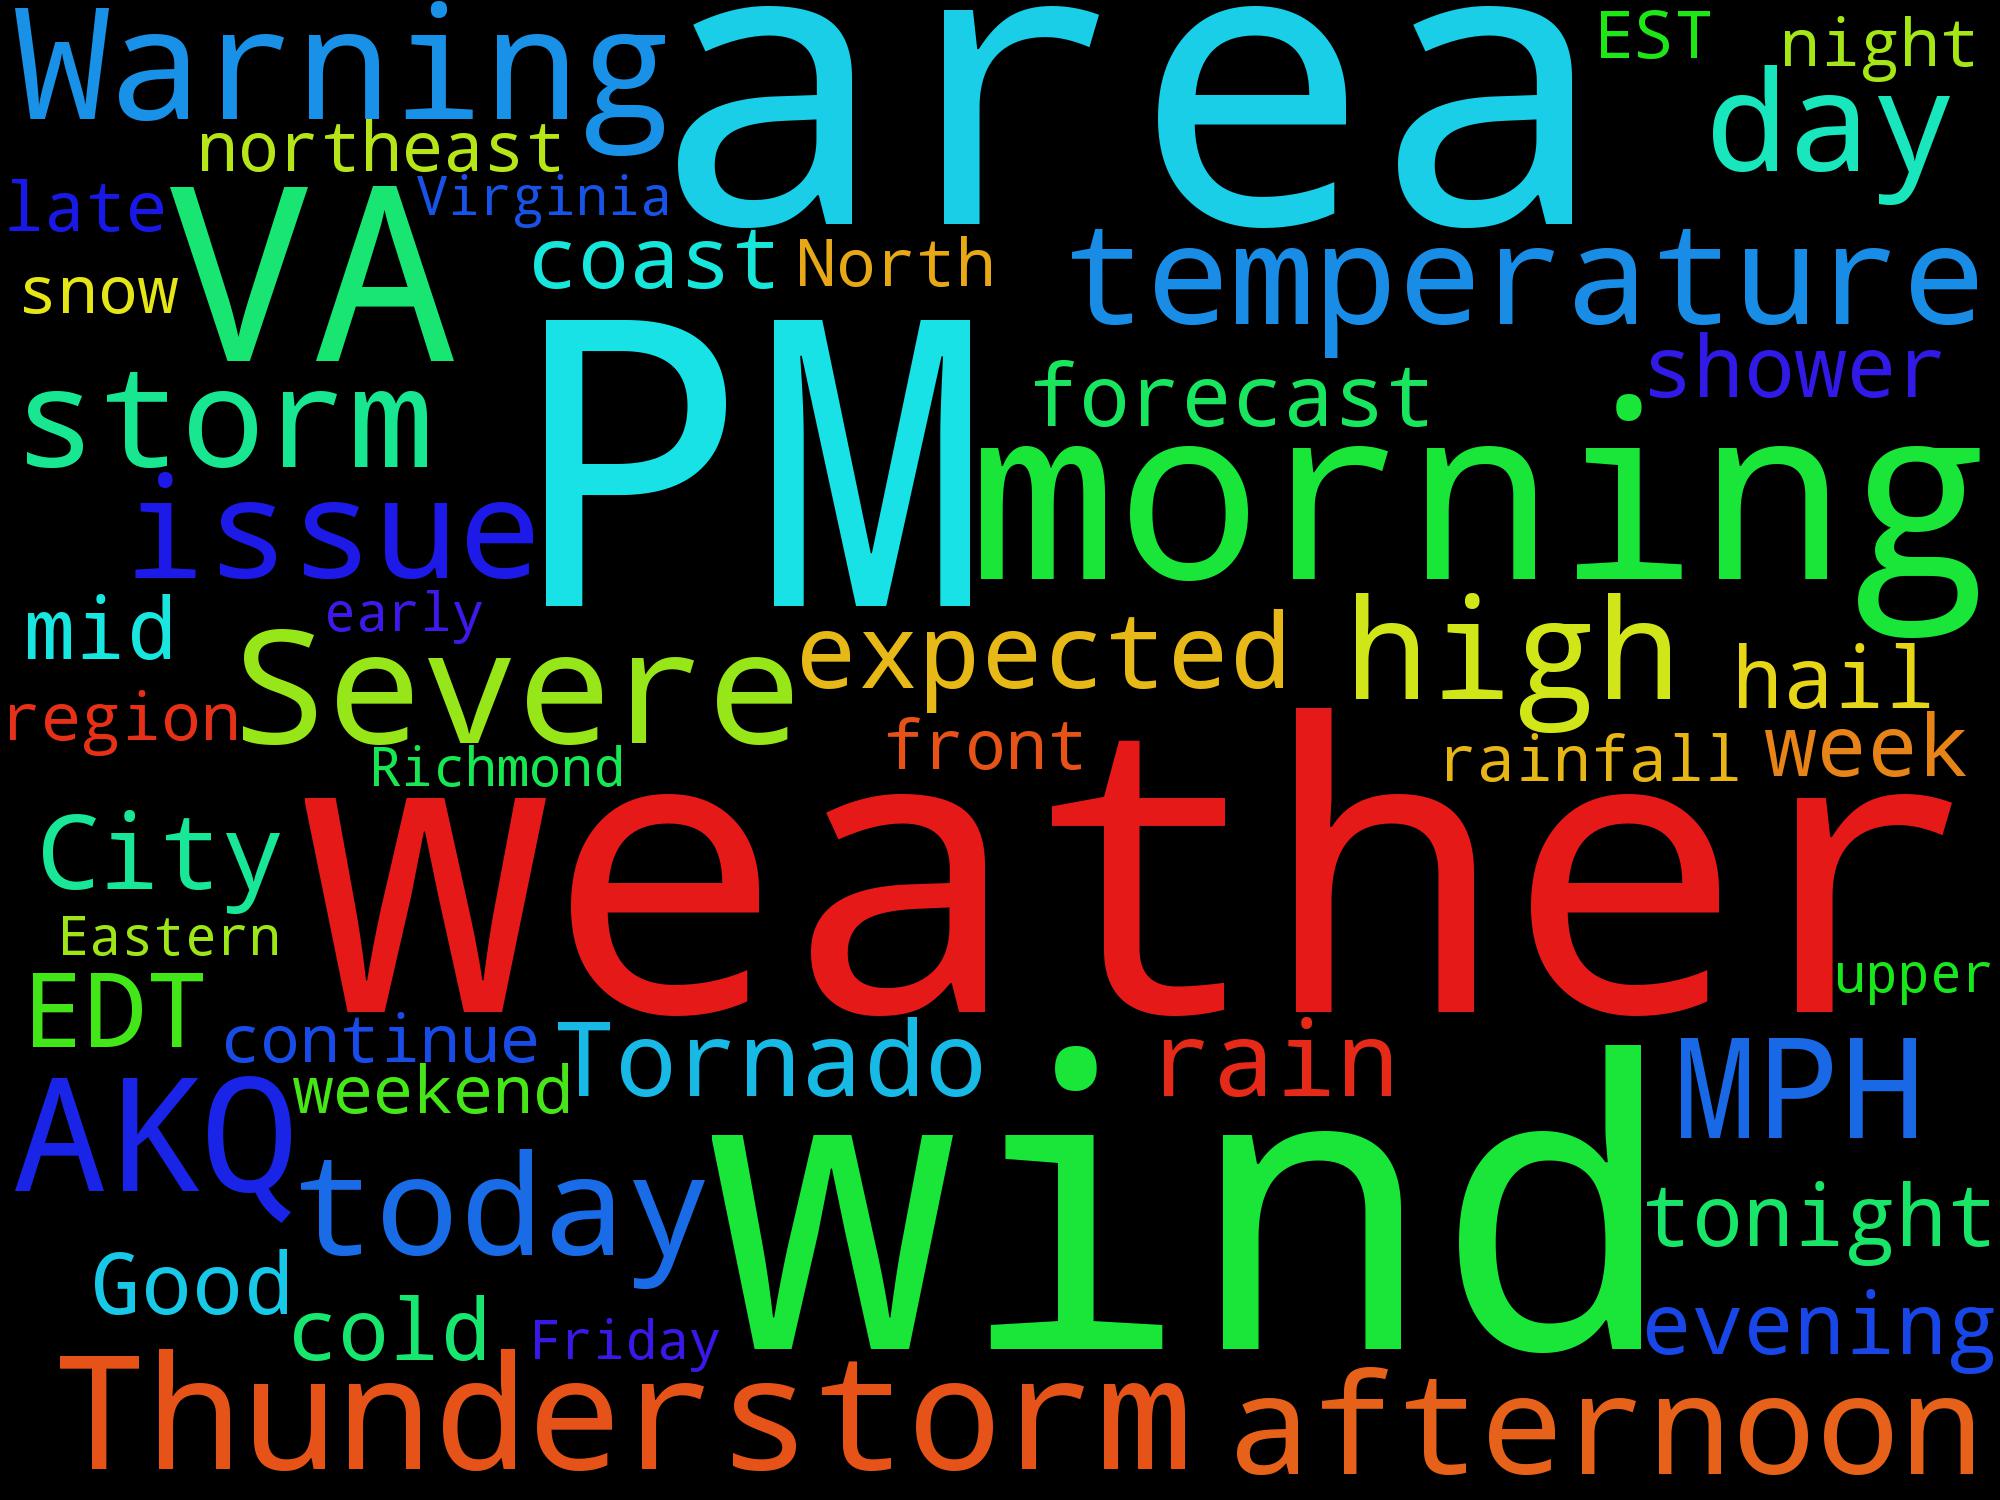 Warning area EST night
northeast day
late VA Virginia
snow coast North temperature
storm PM forecast shower
issue morning
mid early expected high hail
region Severe front rainfall week
Richmond
City weather
Eastern upper
EDT continue Tornado rain MPH
AKQ weekend
today wind tonight
Good cold Friday evening
Thunderstorm afternoon